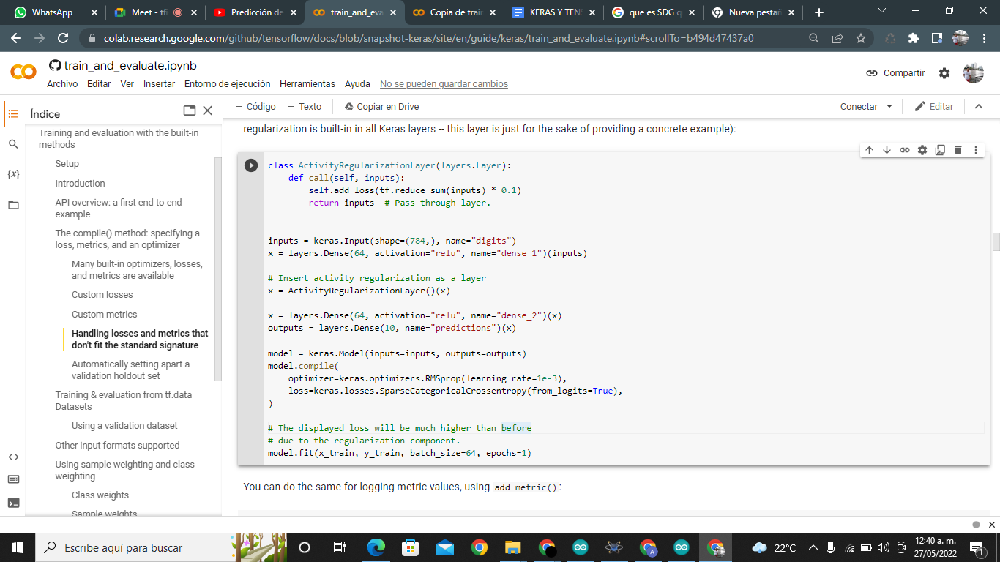 WhatsApp
Meet - tfi
Predicción de
train_and_eva
Copia de train
KERAS Y TENS
que es SDG q
Nueva pestañ
colab.research.google.com/github/tensorflow/docs/blob/snapshot-keras/site/en/guide/keras/train_and_evaluate.ipynb#scrollTo=b494d47437a0
train_and_evaluate.ipynb
Archivo Editar Ver Insertar Entorno de ejecución Herramientas Ayuda No se pueden guardar cambios
Compartir
+ Código + Texto Copiar en Drive
Conectar
Editar
Índice
Training and evaluation with the built-in
methods
Setup
Introduction
API overview: a first end-to-end
example
The compile() method: specifying a
loss, metrics, and an optimizer
Many built-in optimizers, losses,
and metrics are available
Custom losses
Custom metrics
Handling losses and metrics that
don't fit the standard signature
Automatically setting apart a
validation holdout set
Training & evaluation from tf.data
Datasets
Using a validation dataset
Other input formats supported
Using sample weighting and class
weighting
Class weights
Sample weights
regularization is built-in in all Keras layers -- this layer is just for the sake of providing a concrete example):
class ActivityRegularizationLayer(layers.Layer):
    def call(self, inputs):
        self.add_loss(tf.reduce_sum(inputs) * 0.1)
        return inputs  # Pass-through layer.
inputs = keras.Input(shape=(784,), name="digits")
x = layers.Dense(64, activation="relu", name="dense_1")(inputs)
# Insert activity regularization as a layer
x = ActivityRegularizationLayer()(x)
x = layers.Dense(64, activation="relu", name="dense_2")(x)
outputs = layers.Dense(10, name="predictions")(x)
model = keras.Model(inputs=inputs, outputs=outputs)
model.compile(
    optimizer=keras.optimizers.RMSprop(learning_rate=1e-3),
    loss=keras.losses.SparseCategoricalCrossentropy(from_logits=True),
)
# The displayed loss will be much higher than before
# due to the regularization component.
model.fit(x_train, y_train, batch_size=64, epochs=1)
You can do the same for logging metric values, using add_metric():
Escribe aquí para buscar
22°C
12:40 a. m.
27/05/2022
1